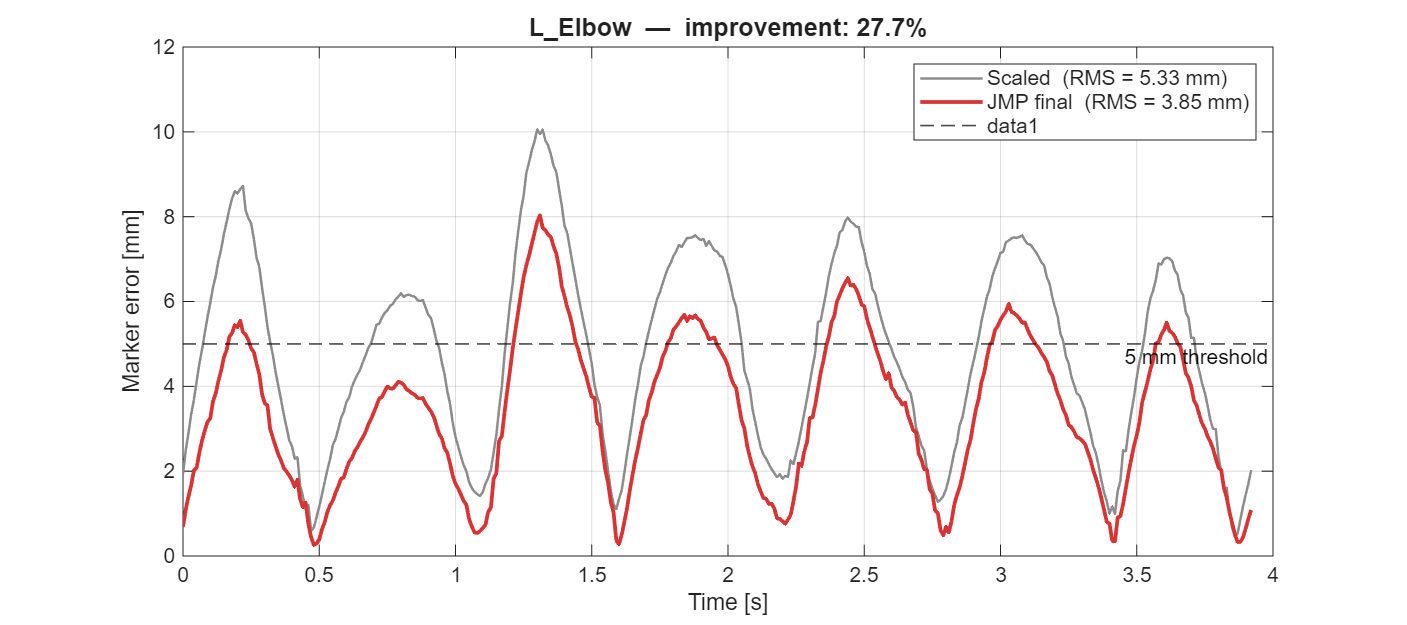 L_Elbow — improvement: 27.7%
12
10
8
6
4
2
0
Marker error [mm]
Scaled (RMS = 5.33 mm)
JMP final (RMS = 3.85 mm)
data1
5 mm threshold
0 0.5 1 1.5 2 2.5 3 3.5 4
Time [s]